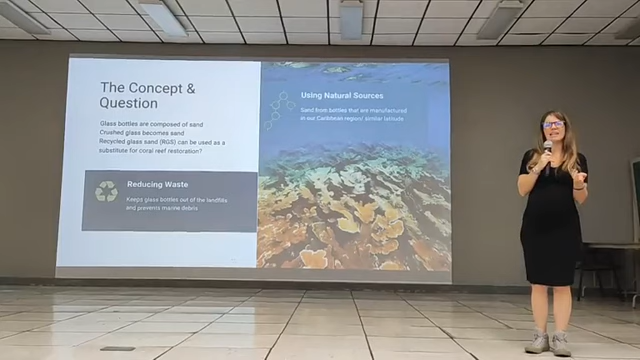 The Concept &
Question
Glass bottles are composed of sand
Crushed glass becomes sand
Recycled glass sand (RGS) can be used as a
substitute for coral reef restoration?
Reducing Waste
Keeps glass bottles out of the landfills
and prevents marine debris
Using Natural Sources
Sand from bottles that are manufactured
in our Caribbean region/ similar latitude